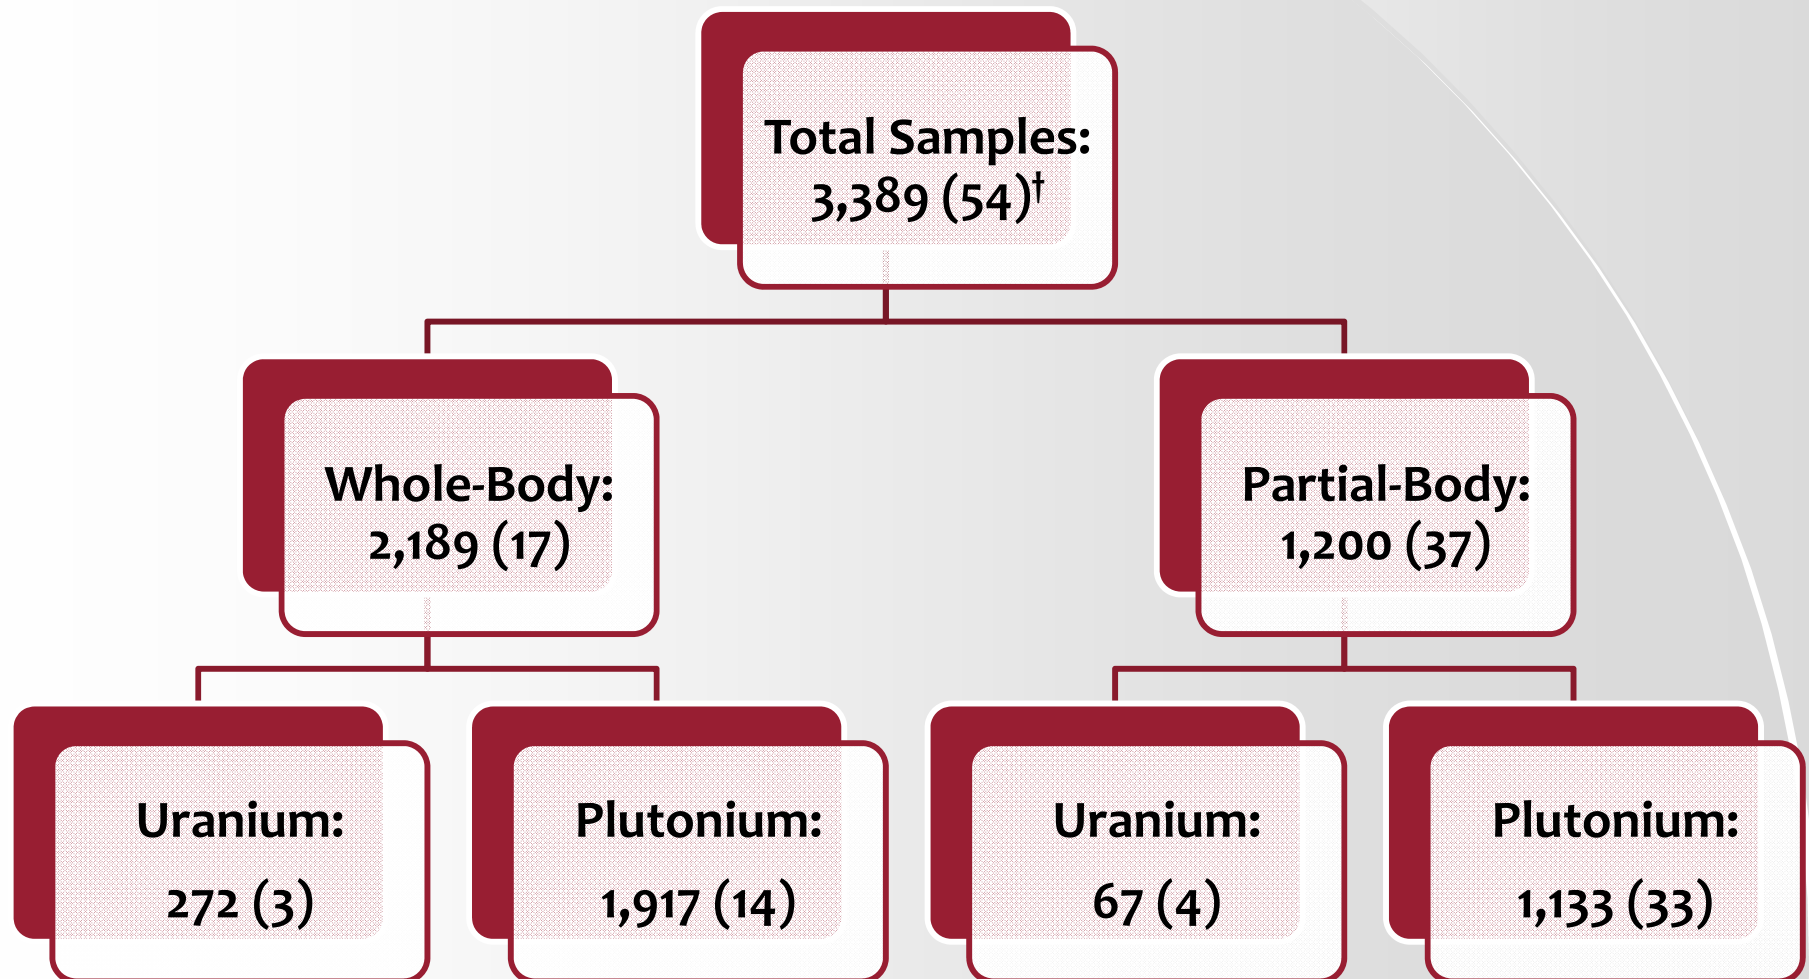 Total Samples:
3,389 (54)†
Whole-Body:
2,189 (17)
Partial-Body:
1,200 (37)
Uranium:
272 (3)
Plutonium:
1,917 (14)
Uranium:
67 (4)
Plutonium:
1,133 (33)